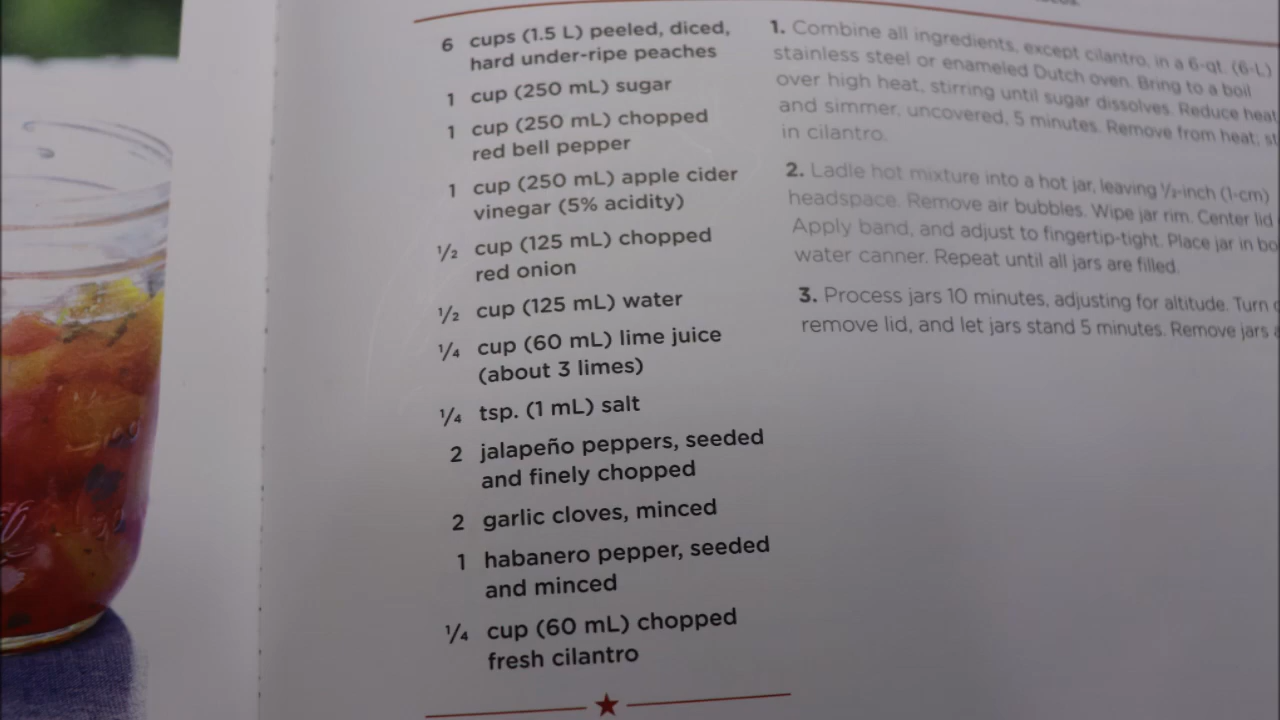 6 cups (1.5 L) peeled, diced,
hard under-ripe peaches
1 cup (250 mL) sugar
1 cup (250 mL) chopped
red bell pepper
1 cup (250 mL) apple cider
vinegar (5% acidity)
½ cup (125 mL) chopped
red onion
½ cup (125 mL) water
¼ cup (60 mL) lime juice
(about 3 limes)
¼ tsp. (1 mL) salt
2 jalapeño peppers, seeded
and finely chopped
2 garlic cloves, minced
1 habanero pepper, seeded
and minced
¼ cup (60 mL) chopped
fresh cilantro
1. Combine all ingredients, except cilantro, in a 6-qt. (6-L)
stainless steel or enameled Dutch oven. Bring to a boil
over high heat, stirring until sugar dissolves. Reduce heat
and simmer, uncovered, 5 minutes. Remove from heat;
in cilantro.
2. Ladle hot mixture into a hot jar, leaving ½-inch (1-cm)
headspace. Remove air bubbles. Wipe jar rim. Center lid
Apply band, and adjust to fingertip-tight. Place jar in
water canner. Repeat until all jars are filled.
3. Process jars 10 minutes, adjusting for altitude. Turn
remove lid, and let jars stand 5 minutes. Remove jars